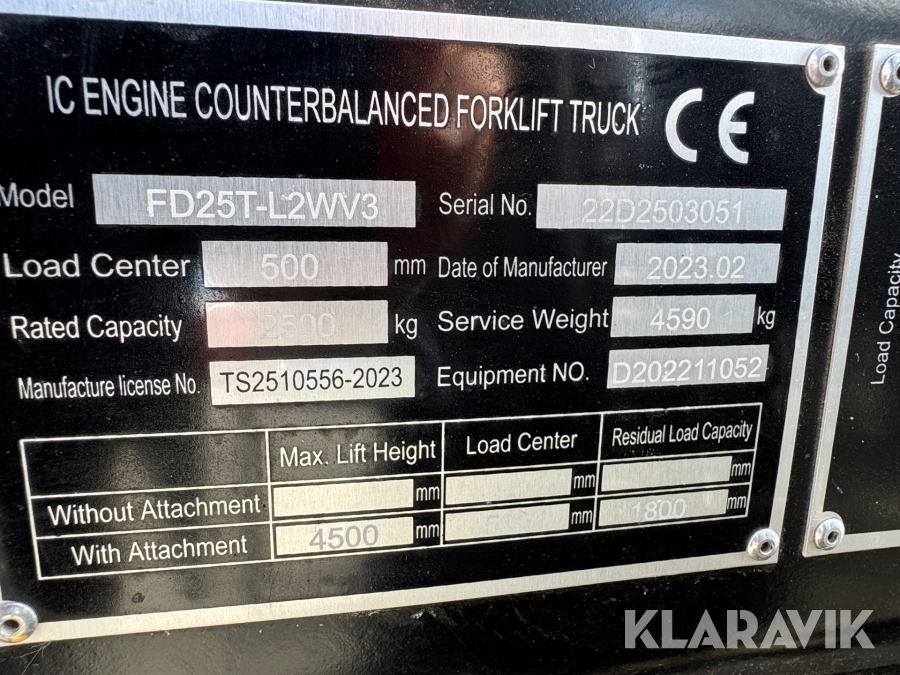 IC ENGINE COUNTERBALANCED FORKLIFT TRUCK CE
Model FD25T-L2WV3 Serial No. 22D2503051
Load Center 500 mm Date of Manufacturer 2023.02
Rated Capacity 2500 kg Service Weight 4590 kg
Manufacture license No. TS2510556-2023 Equipment NO. D202211052
Max. Lift Height Load Center Residual Load Capacity
Without Attachment mm mm mm
With Attachment 4500 mm mm 1800 mm
Load Capacity
KLARAVIK